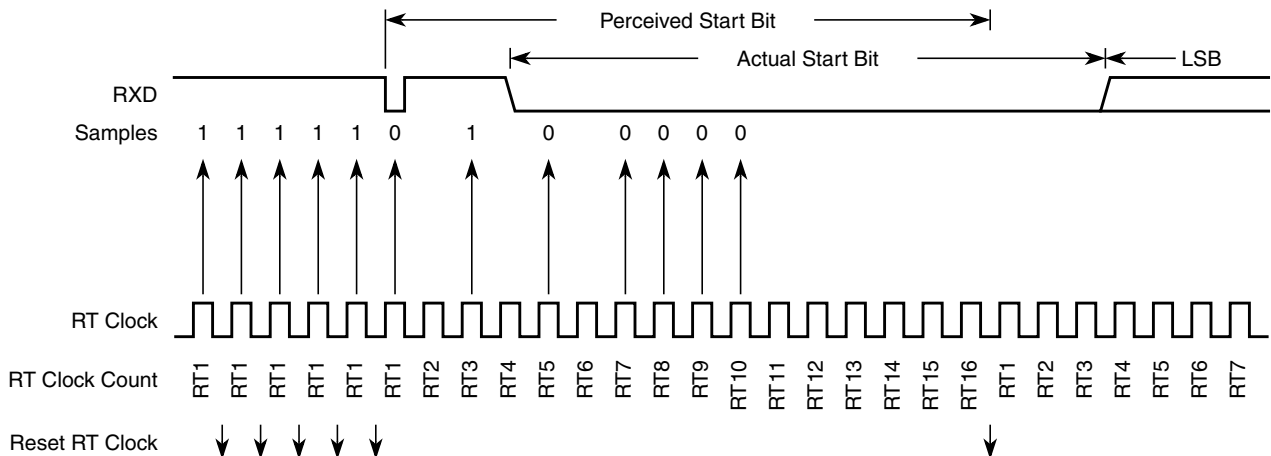 Perceived Start Bit
Actual Start Bit
LSB
RXD
Samples 1 1 1 1 1 0 1 0 0 0 0 0
RT Clock
RT Clock Count RT1 RT1 RT1 RT1 RT1 RT1 RT2 RT3 RT4 RT5 RT6 RT7 RT8 RT9 RT10 RT11 RT12 RT13 RT14 RT15 RT16 RT1 RT2 RT3 RT4 RT5 RT6 RT7
Reset RT Clock